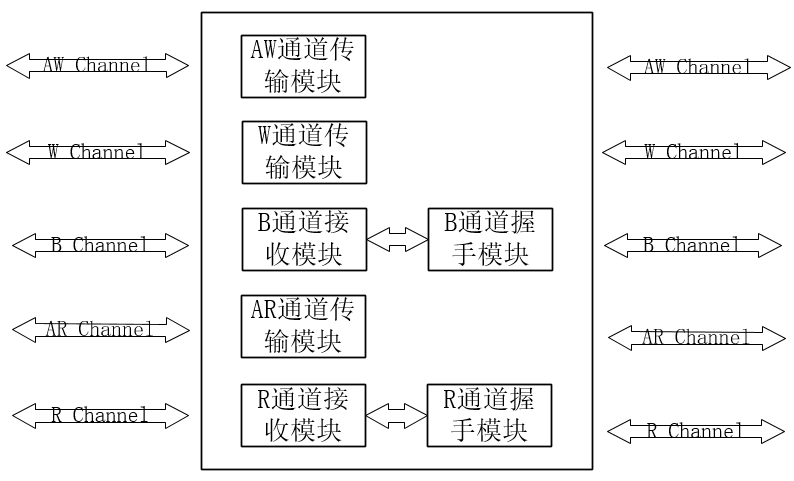 AW Channel
AW通道传
输模块
AW Channel
W Channel
W通道传
输模块
W Channel
B Channel
B通道接
收模块
B通道握
手模块
B Channel
AR Channel
AR通道传
输模块
AR Channel
R Channel
R通道接
收模块
R通道握
手模块
R Channel